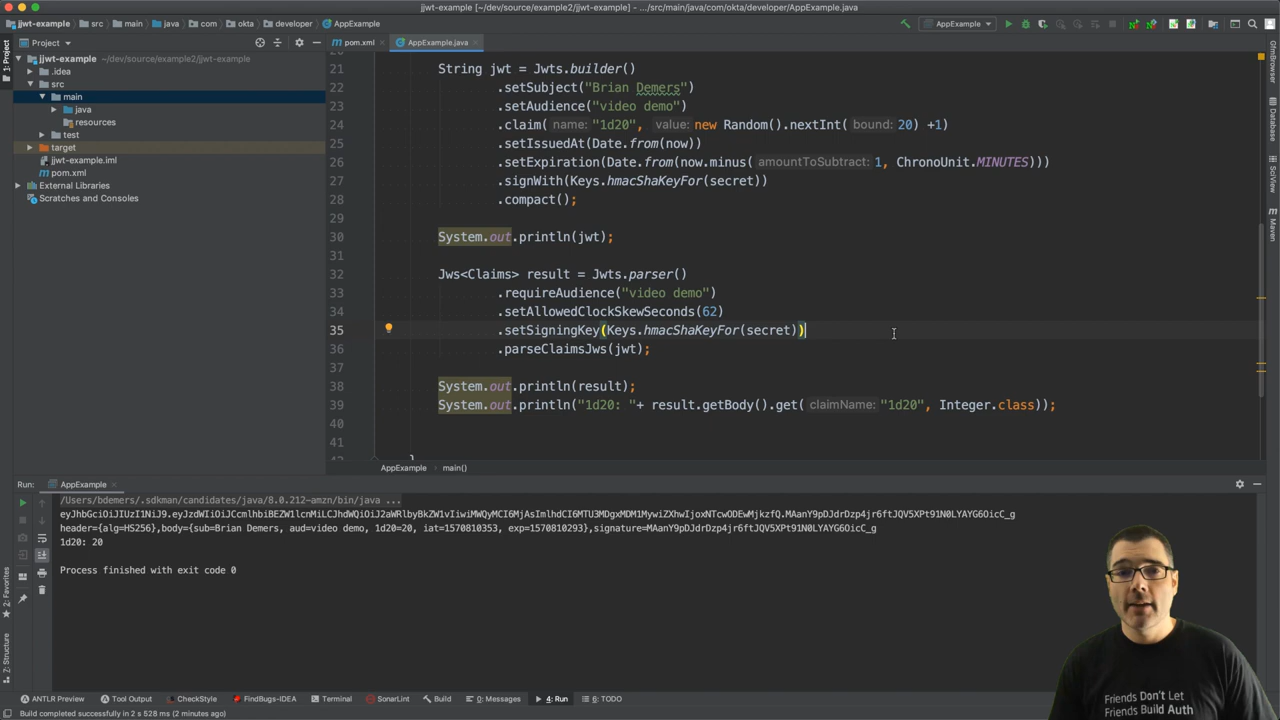 jjwt-example [~/dev/source/example2/jjwt-example] - .../src/main/java/com/okta/developer/AppExample.java
jjwt-example
src
main
java
com
okta
developer
AppExample
AppExample
Project
pom.xml
AppExample.java
1: Project
jjwt-example ~/dev/source/example2/jjwt-example
.idea
src
main
java
resources
test
target
jjwt-example.iml
pom.xml
External Libraries
Scratches and Consoles
21 String jwt = Jwts.builder()
22 .setSubject("Brian Demers")
23 .setAudience("video demo")
24 .claim( name: "1d20", value: new Random().nextInt( bound: 20) +1)
25 .setIssuedAt(Date.from(now))
26 .setExpiration(Date.from(now.minus( amountToSubtract: 1, ChronoUnit.MINUTES)))
27 .signWith(Keys.hmacShaKeyFor(secret))
28 .compact();
29
30 System.out.println(jwt);
31
32 Jws<Claims> result = Jwts.parser()
33 .requireAudience("video demo")
34 .setAllowedClockSkewSeconds(62)
35 .setSigningKey(Keys.hmacShaKeyFor(secret))
36 .parseClaimsJws(jwt);
37
38 System.out.println(result);
39 System.out.println("1d20: "+ result.getBody().get( claimName: "1d20", Integer.class));
40
41
AppExample
main()
Database
SciView
Maven
Run:
AppExample
/Users/bdemers/.sdkman/candidates/java/8.0.212-amzn/bin/java ...
header={alg=HS256},body={sub=Brian Demers, aud=video demo, 1d20=20, iat=1570810353, exp=1570810293},signature=MAanY9pDJdrDzp4jr6ftJQV5XPt91N0LYAYG6OicC_g
1d20: 20
Process finished with exit code 0
2: Favorites
7: Structure
ANTLR Preview
Tool Output
CheckStyle
FindBugs-IDEA
Terminal
SonarLint
Build
0: Messages
4: Run
6: TODO
Build completed successfully in 2 s 528 ms (2 minutes ago)
Friends Don't Let
Friends Build Auth